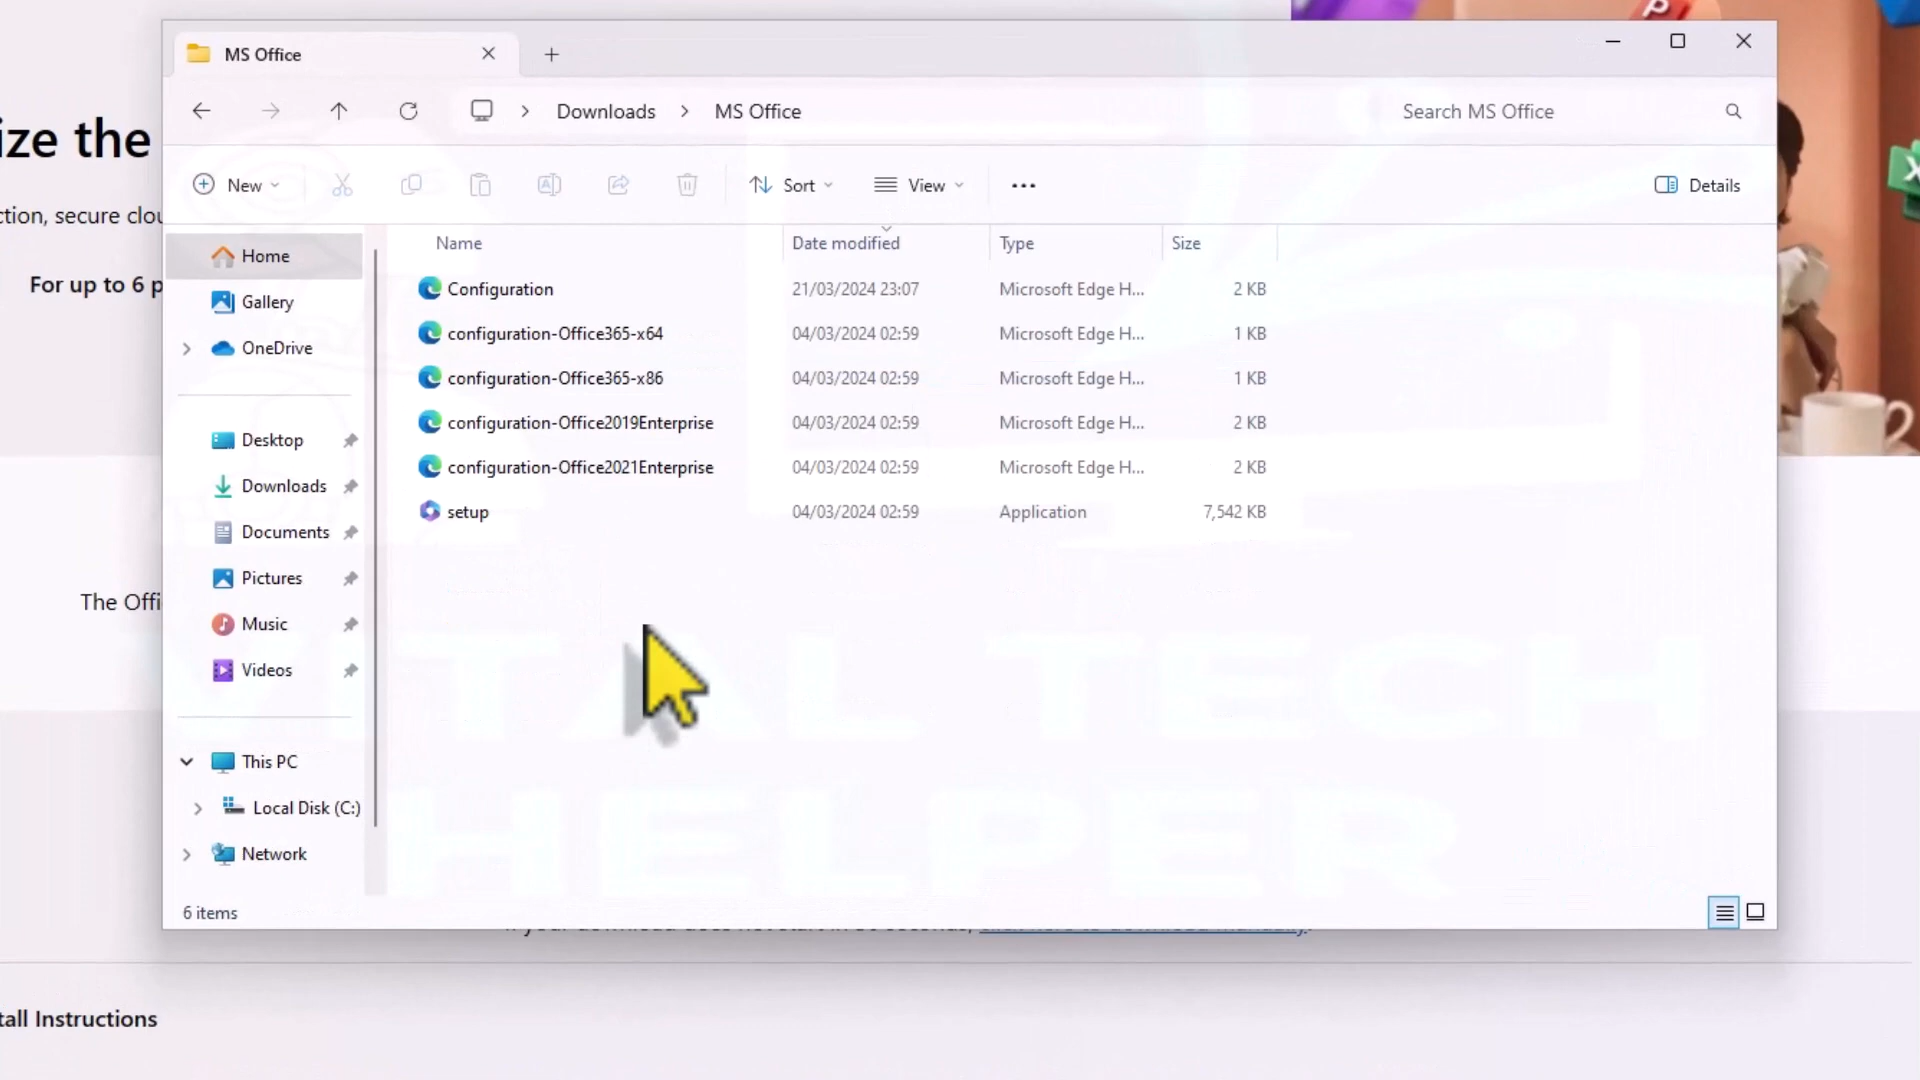 MS Office
Downloads > MS Office
Search MS Office
New
Sort
View
Details
Name Date modified Type Size
Home
Gallery
OneDrive
Desktop
Downloads
Documents
Pictures
Music
Videos
This PC
Local Disk (C:)
Network
Configuration 21/03/2024 23:07 Microsoft Edge H... 2 KB
configuration-Office365-x64 04/03/2024 02:59 Microsoft Edge H... 1 KB
configuration-Office365-x86 04/03/2024 02:59 Microsoft Edge H... 1 KB
configuration-Office2019Enterprise 04/03/2024 02:59 Microsoft Edge H... 2 KB
configuration-Office2021Enterprise 04/03/2024 02:59 Microsoft Edge H... 2 KB
setup 04/03/2024 02:59 Application 7,542 KB
6 items
ize the
ction, secure clou
For up to 6 p
The Offi
TECH
HELPER
tall Instructions
P
X